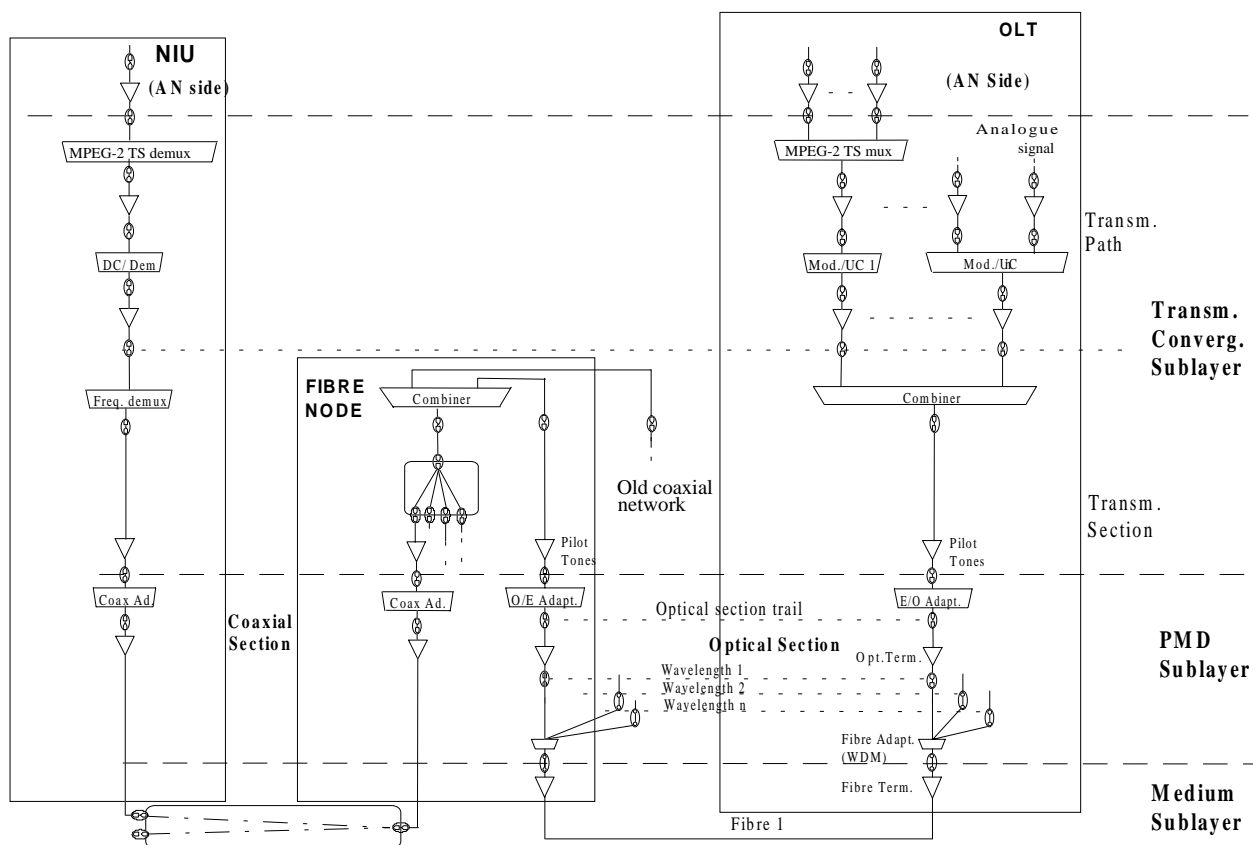 NIU
(AN side)
MPEG-2 TS demux
DC/ Dem
Freq. demux
Coax Ad.
Coaxial
Section
FIBRE
NODE
Combiner
Old coaxial
network
Pilot
Tones
Coax Ad.
O/E Adapt.
Optical section trail
Optical Section
Wavelength 1
Wavelength 2
Wavelength n
Fibre 1
OLT
(AN Side)
Analogue
signal
MPEG-2 TS mux
Mod./UC 1
Mod./UC
Combiner
Pilot
Tones
E/O Adapt.
Opt.Term.
Fibre Adapt.
(WDM)
Fibre Term.
Transm.
Path
Transm.
Converg.
Sublayer
Transm.
Section
PMD
Sublayer
Medium
Sublayer